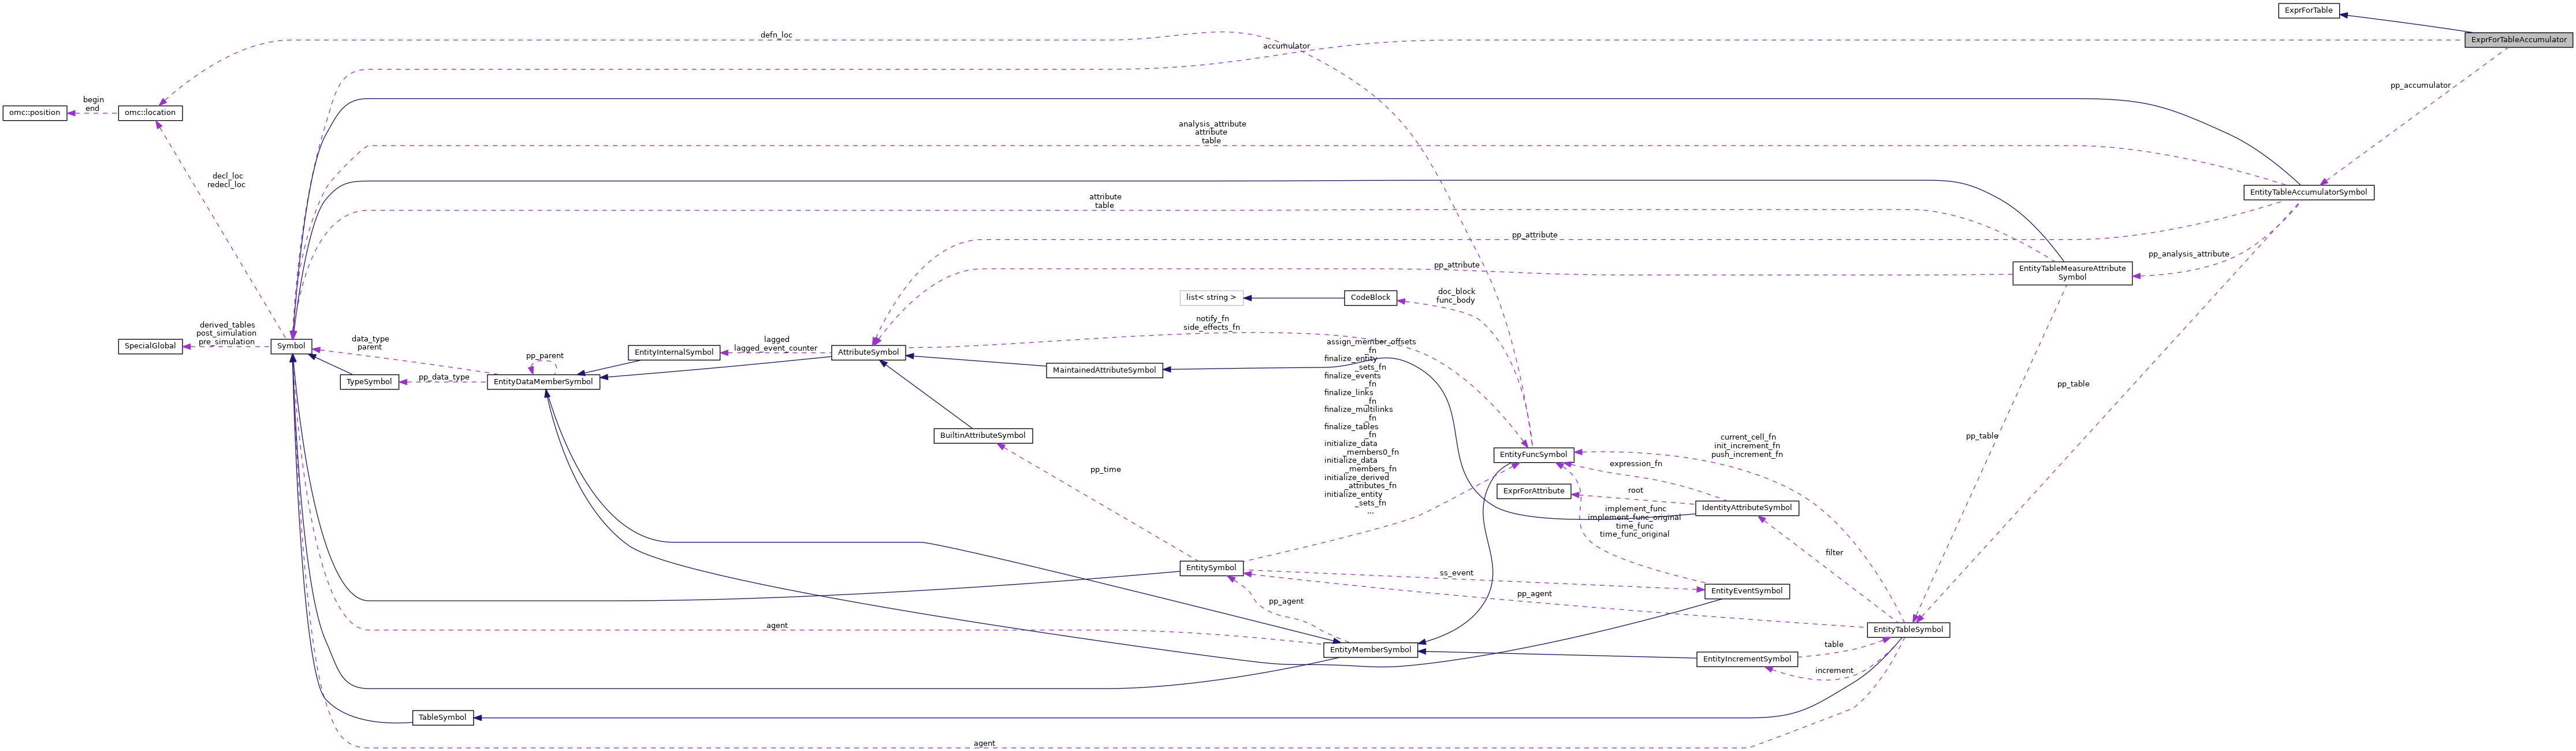 ExprForTable
ExprForTableAccumulator
defn_loc
accumulator
pp_accumulator
begin
end
omc::position
omc::location
analysis_attribute
attribute
table
decl_loc
redecl_loc
EntityTableAccumulatorSymbol
attribute
table
pp_attribute
pp_analysis_attribute
pp_attribute
EntityTableMeasureAttribute
Symbol
list< string >
CodeBlock
doc_block
func_body
derived_tables
post_simulation
pre_simulation
SpecialGlobal
Symbol
data_type
parent
TypeSymbol
pp_data_type
pp_parent
EntityDataMemberSymbol
EntityInternalSymbol
lagged
lagged_event_counter
AttributeSymbol
notify_fn
side_effects_fn
MaintainedAttributeSymbol
assign_member_offsets
_fn
finalize_entity
_sets_fn
finalize_events
_fn
finalize_links
_fn
finalize_multilinks
_fn
finalize_tables
_fn
initialize_data
_members0_fn
initialize_data
_members_fn
initialize_derived
_attributes_fn
initialize_entity
_sets_fn
...
pp_table
BuiltinAttributeSymbol
pp_time
EntityFuncSymbol
current_cell_fn
init_increment_fn
push_increment_fn
pp_table
expression_fn
ExprForAttribute
root
IdentityAttributeSymbol
implement_func
implement_func_original
time_func
time_func_original
filter
EntitySymbol
ss_event
EntityEventSymbol
pp_agent
pp_agent
agent
EntityTableSymbol
EntityMemberSymbol
table
EntityIncrementSymbol
increment
TableSymbol
agent